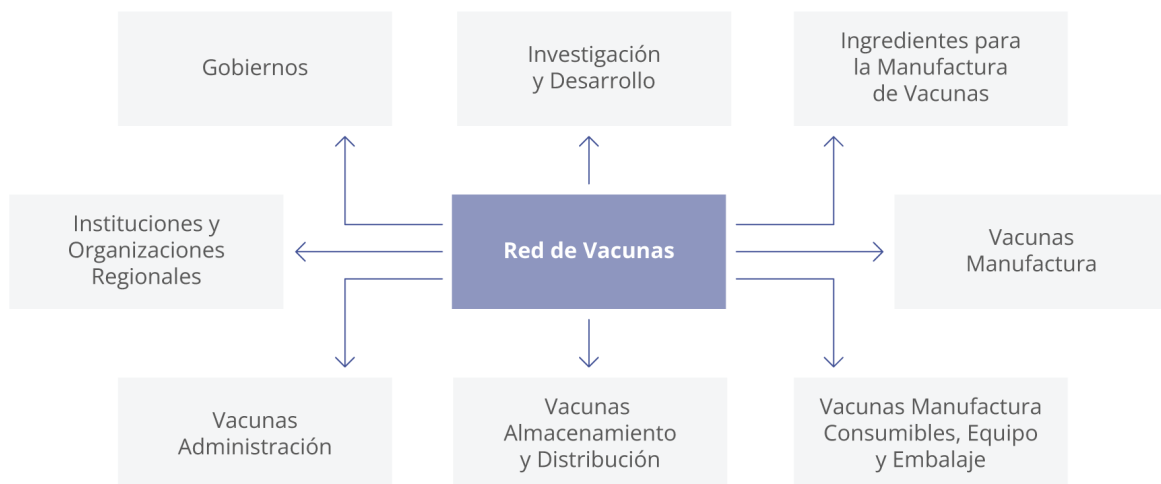 Gobiernos
Investigación
y Desarrollo
Ingredientes para
la Manufactura
de Vacunas
Instituciones y
Organizaciones
Regionales
Red de Vacunas
Vacunas
Manufactura
Vacunas
Administración
Vacunas
Almacenamiento
y Distribución
Vacunas Manufactura
Consumibles, Equipo
y Embalaje